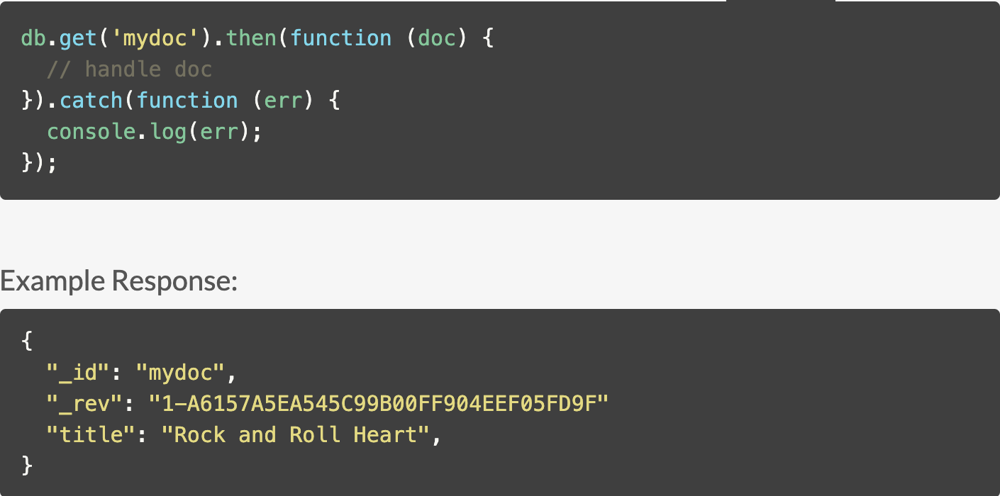 db.get('mydoc').then(function (doc) {
  // handle doc
}).catch(function (err) {
  console.log(err);
});
Example Response:
{
  "_id": "mydoc",
  "_rev": "1-A6157A5EA545C99B00FF904EEF05FD9F"
  "title": "Rock and Roll Heart",
}